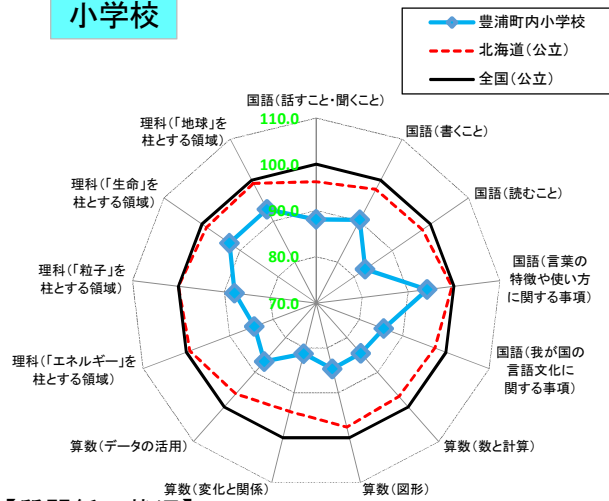 小学校
豊浦町内小学校
北海道（公立）
全国（公立）
国語（話すこと・聞くこと）
国語（書くこと）
国語（読むこと）
国語（言葉の
特徴や使い方
に関する事項）
国語（我が国の
言語文化に
関する事項）
算数（数と計算）
算数（図形）
算数（変化と関係）
算数（データの活用）
理科（「エネルギー」を
柱とする領域）
理科（「粒子」を
柱とする領域）
理科（「生命」を
柱とする領域）
理科（「地球」を
柱とする領域）
110.0
100.0
90.0
80.0
70.0